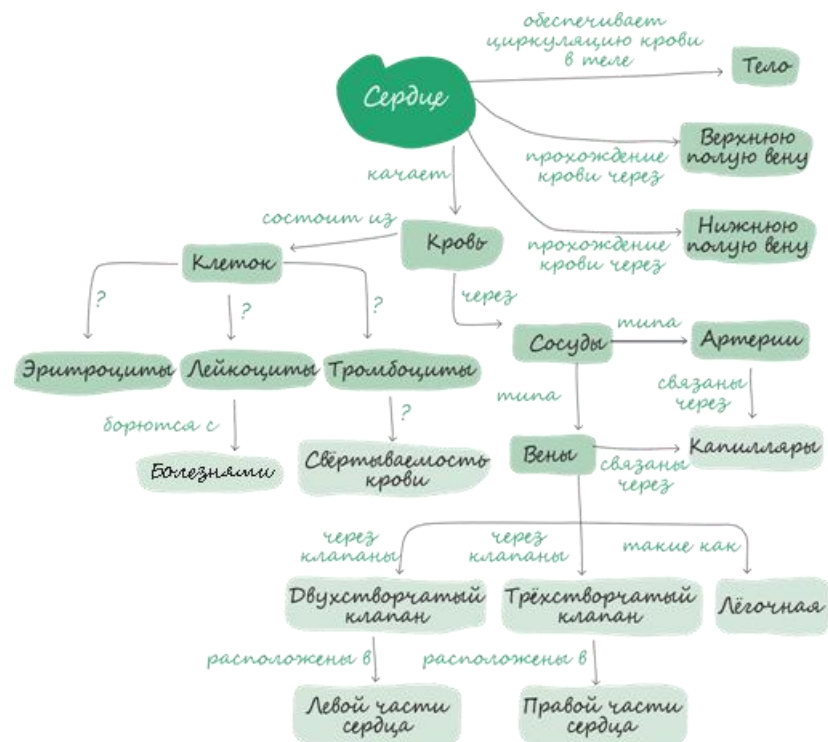 обеспечивает
циркуляцию крови
в теле
Тело
Сердце
Верхнюю
полую вену
прохождение
крови через
качает
состоит из
Нижнюю
полую вену
Кровь
прохождение
крови через
Клеток
через
?
?
?
Сосуды
типа
Артерии
Эритроциты
Лейкоциты
Тромбоциты
типа
связаны
через
борются с
?
Вены
Капилляры
связаны
через
Болезнями
Свёртываемость
крови
через
клапаны
через
клапаны
такие как
Двухстворчатый
клапан
Трёхстворчатый
клапан
Лёгочная
расположены в
расположены в
Левой части
сердца
Правой части
сердца